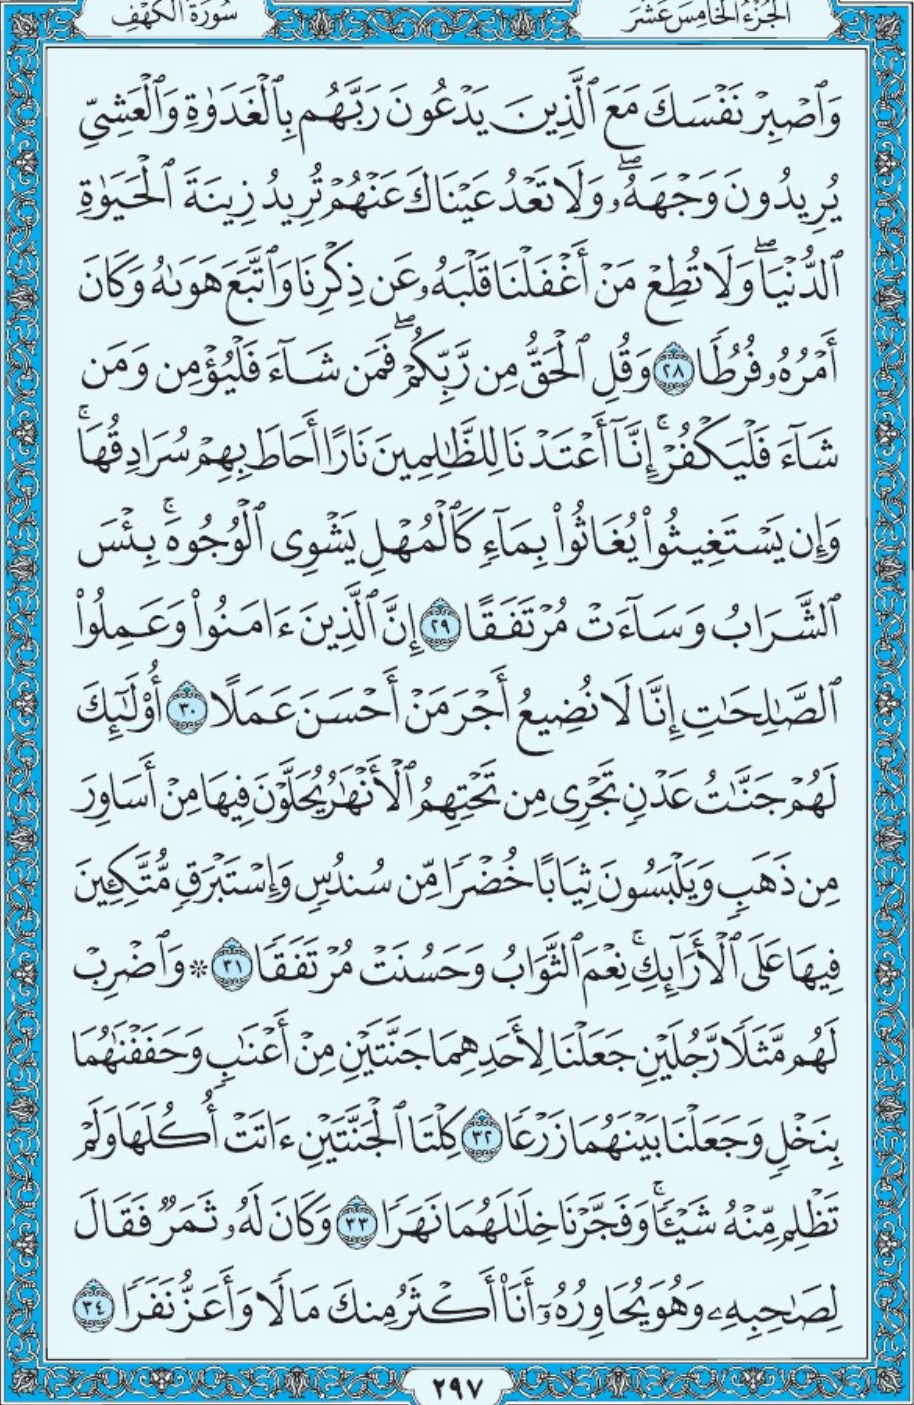 سُورَةُ الكَهْفِ
الجُزْءُ الخَامِسَ عَشَرَ
وَٱصۡبِرۡ نَفۡسَكَ مَعَ ٱلَّذِينَ يَدۡعُونَ رَبَّهُم بِٱلۡغَدَوٰةِ وَٱلۡعَشِيِّ
يُرِيدُونَ وَجۡهَهُۥۖ وَلَا تَعۡدُ عَيۡنَاكَ عَنۡهُمۡ تُرِيدُ زِينَةَ ٱلۡحَيَوٰةِ
ٱلدُّنۡيَاۖ وَلَا تُطِعۡ مَنۡ أَغۡفَلۡنَا قَلۡبَهُۥ عَن ذِكۡرِنَا وَٱتَّبَعَ هَوَىٰهُ وَكَانَ
أَمۡرُهُۥ فُرُطٗا ٢٨ وَقُلِ ٱلۡحَقُّ مِن رَّبِّكُمۡۖ فَمَن شَآءَ فَلۡيُؤۡمِن وَمَن
شَآءَ فَلۡيَكۡفُرۡۚ إِنَّآ أَعۡتَدۡنَا لِلظَّٰلِمِينَ نَارًا أَحَاطَ بِهِمۡ سُرَادِقُهَاۚ
وَإِن يَسۡتَغِيثُواْ يُغَاثُواْ بِمَآءٖ كَٱلۡمُهۡلِ يَشۡوِي ٱلۡوُجُوهَۚ بِئۡسَ
ٱلشَّرَابُ وَسَآءَتۡ مُرۡتَفَقًا ٢٩ إِنَّ ٱلَّذِينَ ءَامَنُواْ وَعَمِلُواْ
ٱلصَّٰلِحَٰتِ إِنَّا لَا نُضِيعُ أَجۡرَ مَنۡ أَحۡسَنَ عَمَلًا ٣٠ أُوْلَٰٓئِكَ
لَهُمۡ جَنَّٰتُ عَدۡنٖ تَجۡرِي مِن تَحۡتِهِمُ ٱلۡأَنۡهَٰرُ يُحَلَّوۡنَ فِيهَا مِنۡ أَسَاوِرَ
مِن ذَهَبٖ وَيَلۡبَسُونَ ثِيَابًا خُضۡرٗا مِّن سُندُسٖ وَإِسۡتَبۡرَقٖ مُّتَّكِـِٔينَ
فِيهَا عَلَى ٱلۡأَرَآئِكِۚ نِعۡمَ ٱلثَّوَابُ وَحَسُنَتۡ مُرۡتَفَقٗا ٣١ ۞ وَٱضۡرِبۡ
لَهُم مَّثَلٗا رَّجُلَيۡنِ جَعَلۡنَا لِأَحَدِهِمَا جَنَّتَيۡنِ مِنۡ أَعۡنَٰبٖ وَحَفَفۡنَٰهُمَا
بِنَخۡلٖ وَجَعَلۡنَا بَيۡنَهُمَا زَرۡعٗا ٣٢ كِلۡتَا ٱلۡجَنَّتَيۡنِ ءَاتَتۡ أُكُلَهَا وَلَمۡ
تَظۡلِم مِّنۡهُ شَيۡـٔٗاۚ وَفَجَّرۡنَا خِلَٰلَهُمَا نَهَرٗا ٣٣ وَكَانَ لَهُۥ ثَمَرٞ فَقَالَ
لِصَٰحِبِهِۦ وَهُوَ يُحَاوِرُهُۥٓ أَنَا۠ أَكۡثَرُ مِنكَ مَالٗا وَأَعَزُّ نَفَرٗا ٣٤
٢٩٧